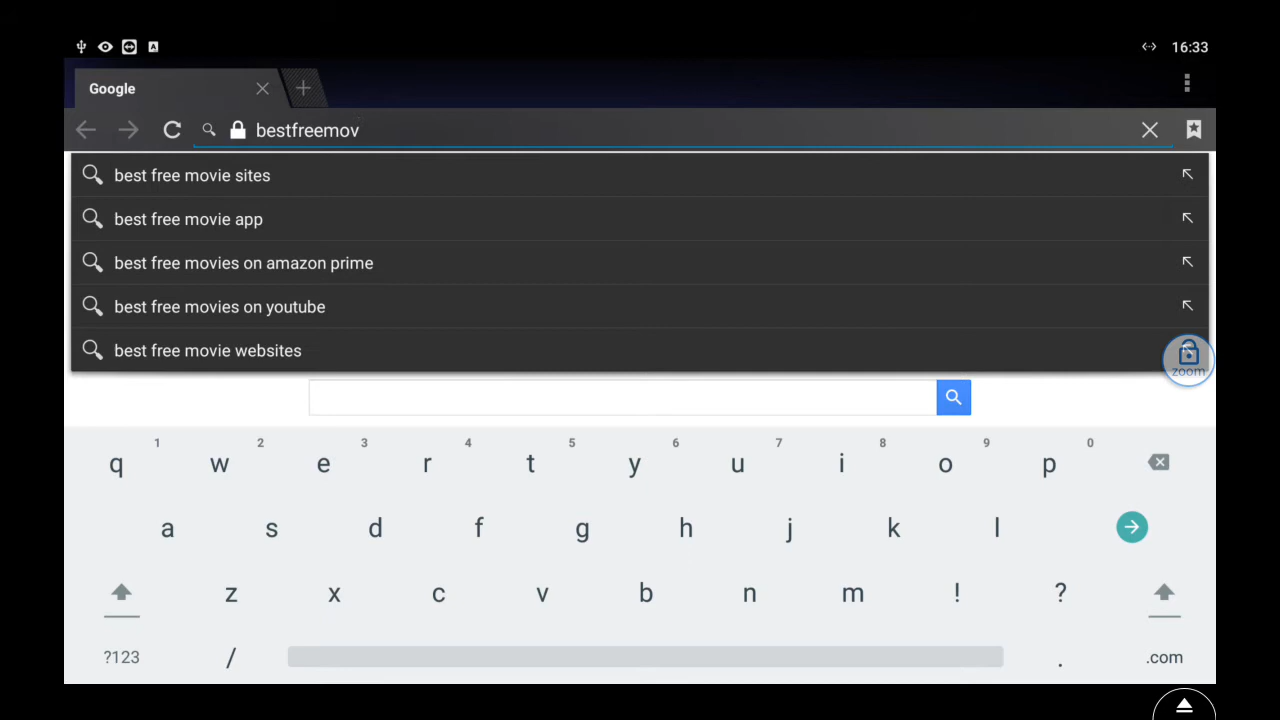 16:33
Google
bestfreemov
best free movie sites
best free movie app
best free movies on amazon prime
best free movies on youtube
best free movie websites
zoom
1 2 3 4 5 6 7 8 9 0
q w e r t y u i o p
a s d f g h j k l
z x c v b n m ! ?
?123 / . .com